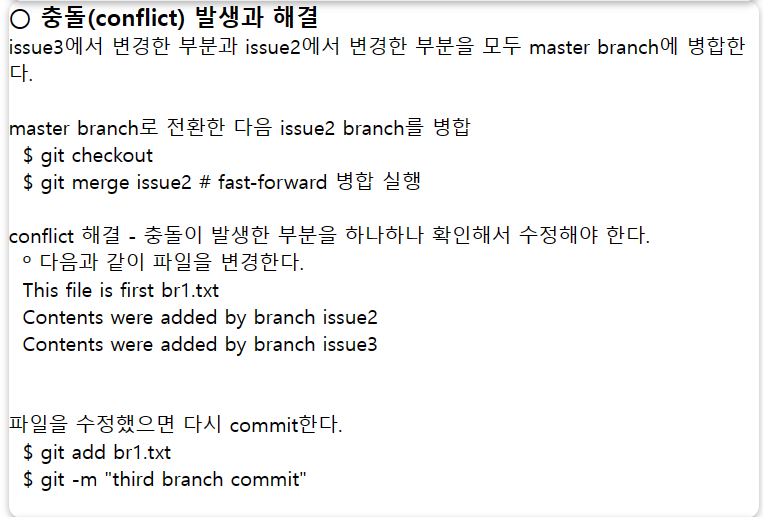 ○ 충돌(conflict) 발생과 해결
issue3에서 변경한 부분과 issue2에서 변경한 부분을 모두 master branch에 병합한
다.
master branch로 전환한 다음 issue2 branch를 병합
$ git checkout
$ git merge issue2 # fast-forward 병합 실행
conflict 해결 - 충돌이 발생한 부분을 하나하나 확인해서 수정해야 한다.
º 다음과 같이 파일을 변경한다.
This file is first br1.txt
Contents were added by branch issue2
Contents were added by branch issue3
파일을 수정했으면 다시 commit한다.
$ git add br1.txt
$ git -m "third branch commit"